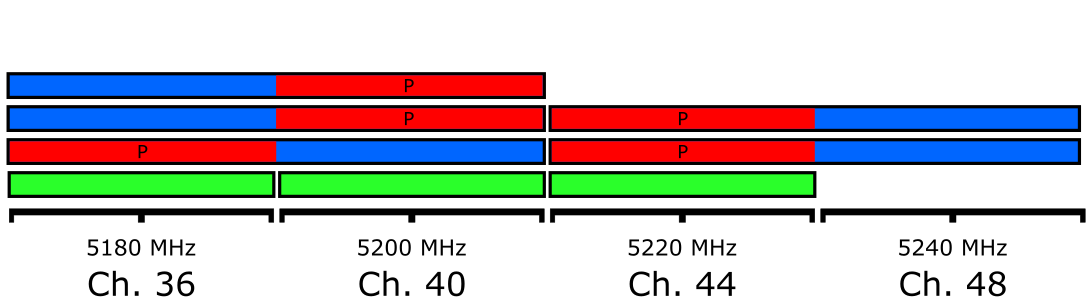 P
P P
P P
5180 MHz 5200 MHz 5220 MHz 5240 MHz
Ch. 36 Ch. 40 Ch. 44 Ch. 48